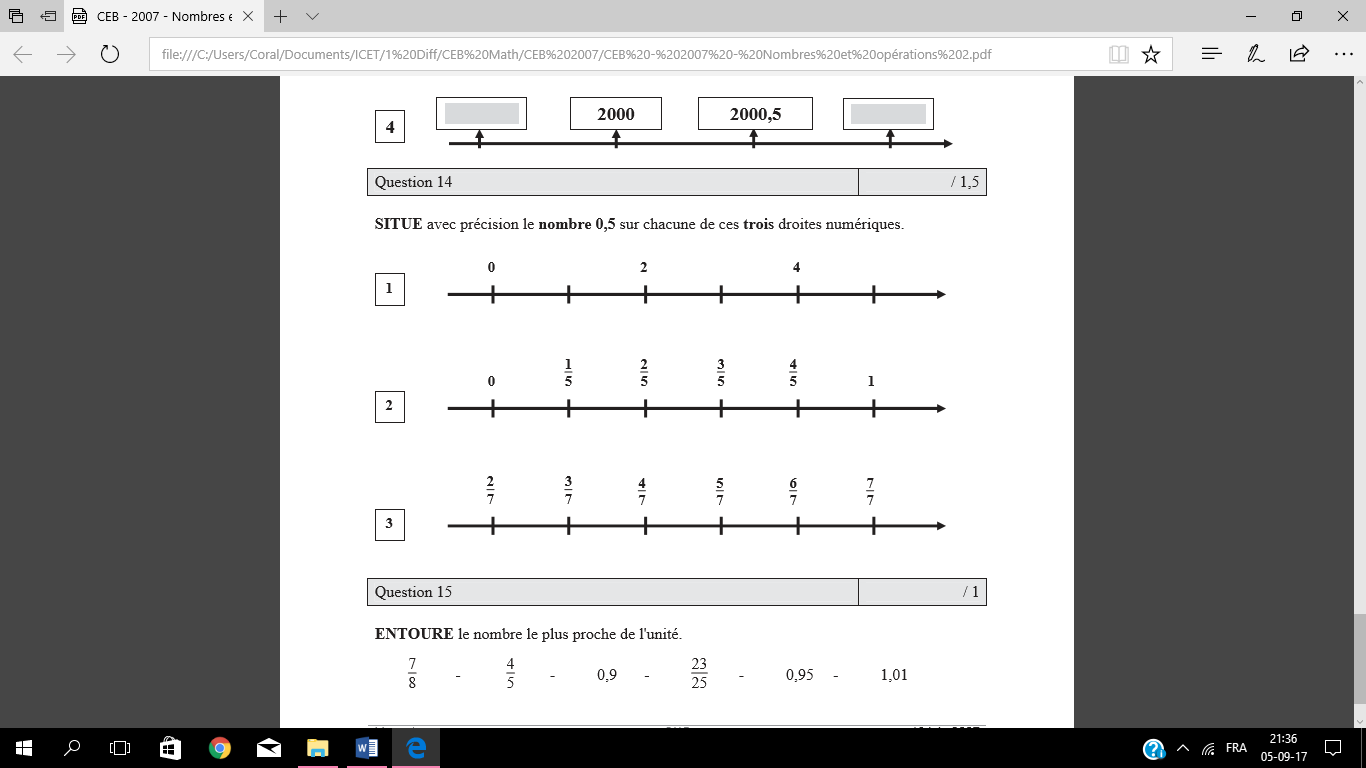 CEB - 2007 - Nombres e
file:///C:/Users/Coral/Documents/ICET/1%20Diff/CEB%20Math/CEB%202007/CEB%20-%202007%20-%20Nombres%20et%20opérations%202.pdf
4 2000 2000,5
Question 14 / 1,5
SITUE avec précision le nombre 0,5 sur chacune de ces trois droites numériques.
0 2 4
1
0 1/5 2/5 3/5 4/5 1
2
2/7 3/7 4/7 5/7 6/7 7/7
3
Question 15 / 1
ENTOURE le nombre le plus proche de l'unité.
7/8 - 4/5 - 0,9 - 23/25 - 0,95 - 1,01
FRA 21:36
05-09-17